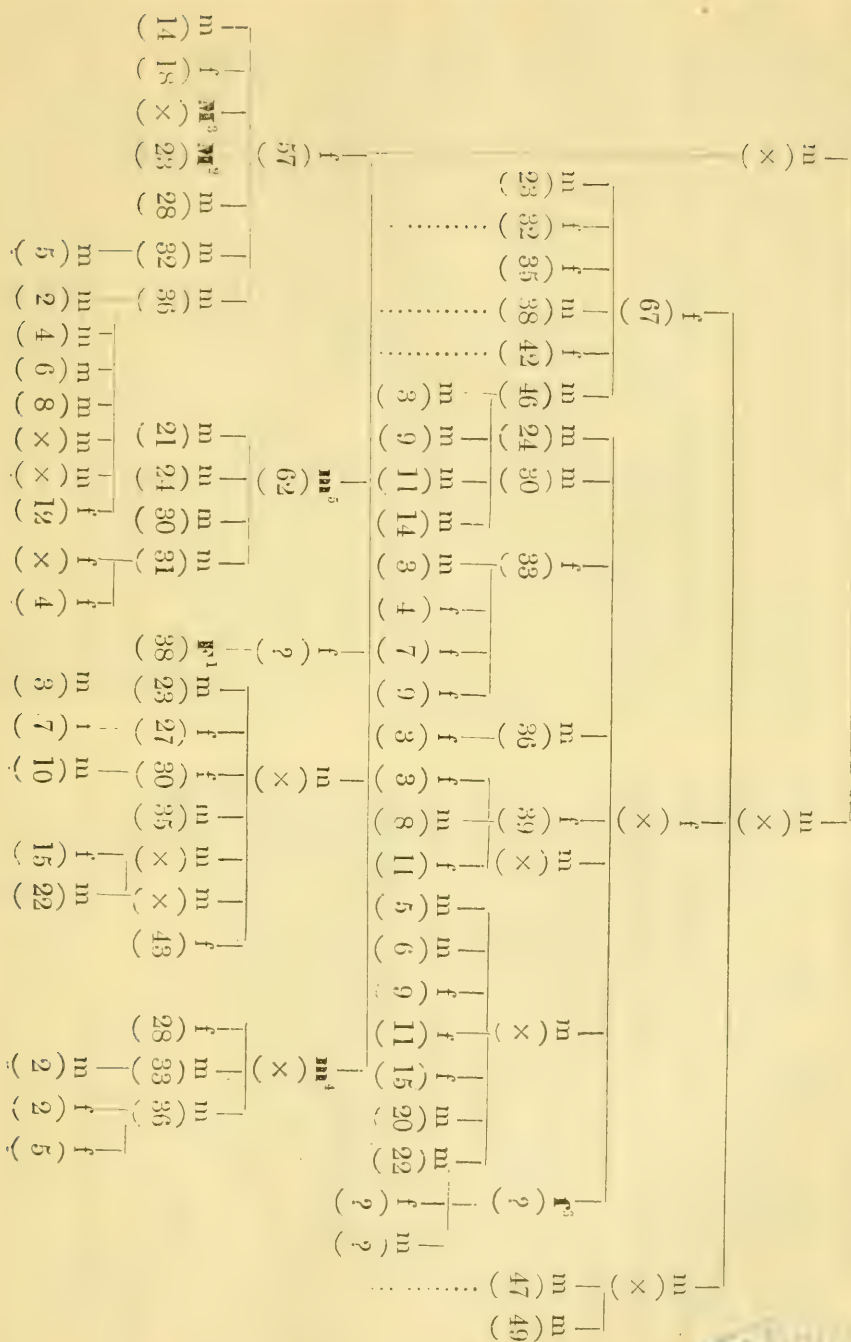 m (×) m (×)
f (67) f (×) m (×)
m (23) f (32) f (35) m (38) f (42) m (46) m (24) m (30) f (33) m (36) f (39) m (×) m (×) f (?) m (47) m (49)
m (3) m (9) m (11) m (14) m (3) f (4) f (7) f (9) f (3) f (3) m (8) f (11) m (5) m (6) f (9) f (11) f (15) m (20) m (22) f (?) m (?)
f (57) m⁵ (62) f (?) m (×) m⁴ (×)
m (14) f (18) M³ (×) M² (23) m (28) m (32) m (36) m (21) m (24) m (30) m (31) F¹ (38) m (23) f (27) f (30) m (35) m (×) m (×) f (43) f (28) m (33) m (36)
m (5) m (2) m (4) m (6) m (8) m (×) m (×) f (12) f (×) f (4) m (3) f (7) m (10) f (15) m (22) m (2) f (2) f (5)